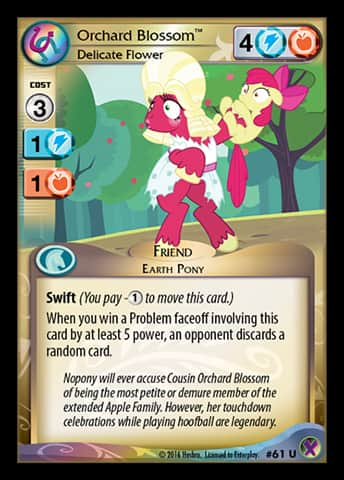 Orchard Blossom™
Delicate Flower
4
COST
3
1
1
FRIEND
EARTH PONY
Swift (You pay -1 to move this card.)
When you win a Problem faceoff involving this
card by at least 5 power, an opponent discards a
random card.
Nopony will ever accuse Cousin Orchard Blossom
of being the most petite or demure member of the
extended Apple Family. However, her touchdown
celebrations while playing hoofball are legendary.
© 2016 Hasbro. Licensed to Enterplay.
#61 U